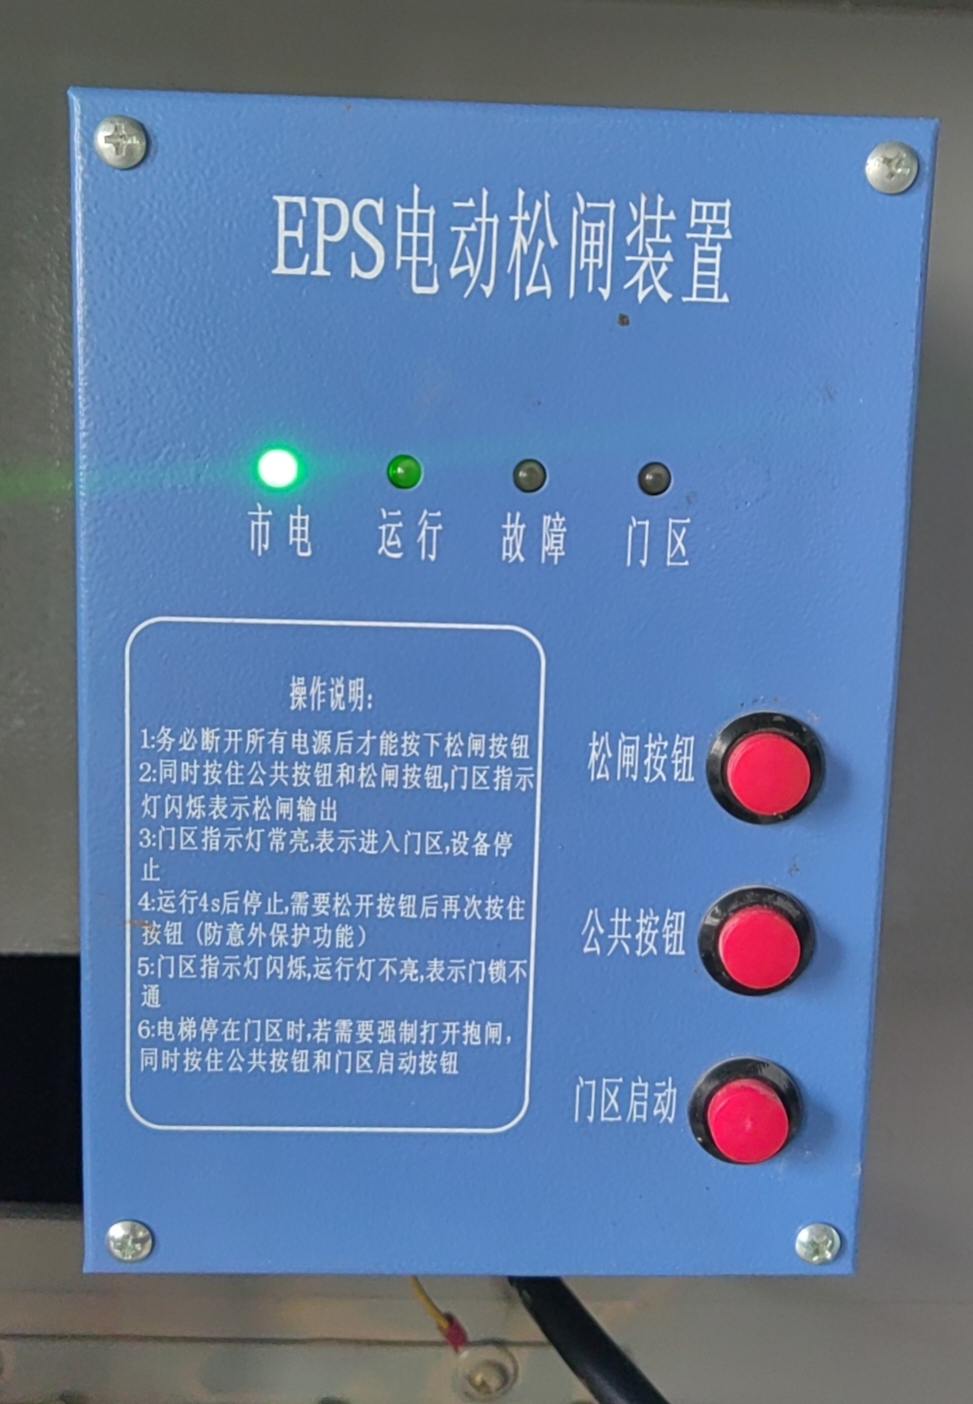 EPS电动松闸装置
市电 运行 故障 门区
操作说明:
1:务必断开所有电源后才能按下松闸按钮
2:同时按住公共按钮和松闸按钮,门区指示
灯闪烁表示松闸输出
3:门区指示灯常亮,表示进入门区,设备停
止
4:运行4s后停止,需要松开按钮后再次按住
按钮（防意外保护功能）
5:门区指示灯闪烁,运行灯不亮,表示门锁不
通
6:电梯停在门区时,若需要强制打开抱闸,
同时按住公共按钮和门区启动按钮
松闸按钮
公共按钮
门区启动